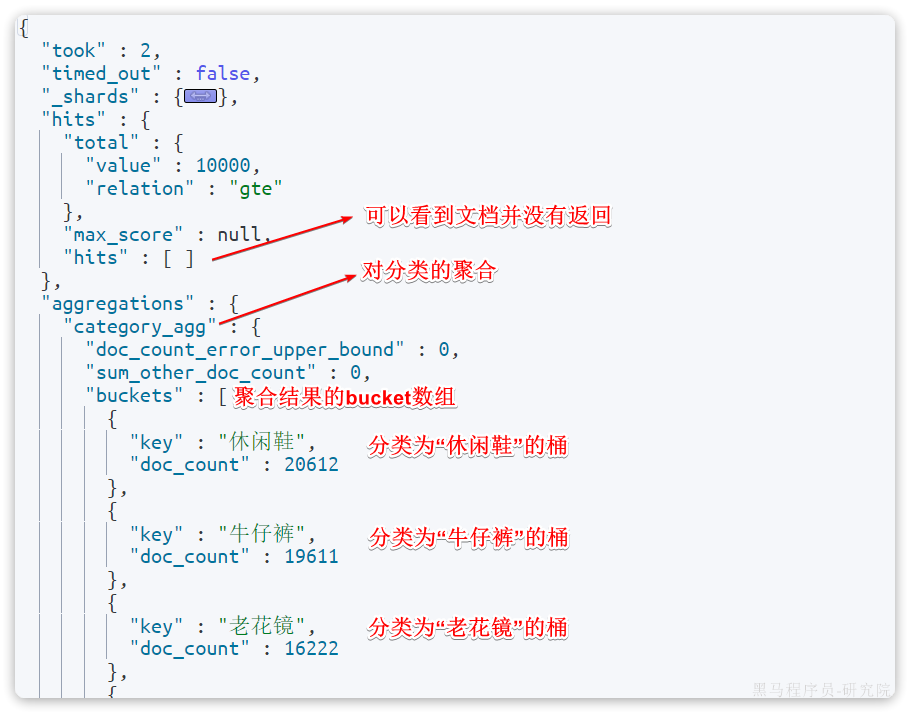 {
"took" : 2,
"timed_out" : false,
"_shards" : {},
"hits" : {
"total" : {
"value" : 10000,
"relation" : "gte"
},
可以看到文档并没有返回
"max_score" : null,
"hits" : [ ]
对分类的聚合
},
"aggregations" : {
"category_agg" : {
"doc_count_error_upper_bound" : 0,
"sum_other_doc_count" : 0,
"buckets" : [ 聚合结果的bucket数组
{
"key" : "休闲鞋", 分类为“休闲鞋”的桶
"doc_count" : 20612
},
{
"key" : "牛仔裤", 分类为“牛仔裤”的桶
"doc_count" : 19611
},
{
"key" : "老花镜", 分类为“老花镜”的桶
"doc_count" : 16222
},
{
黑马程序员-研究院